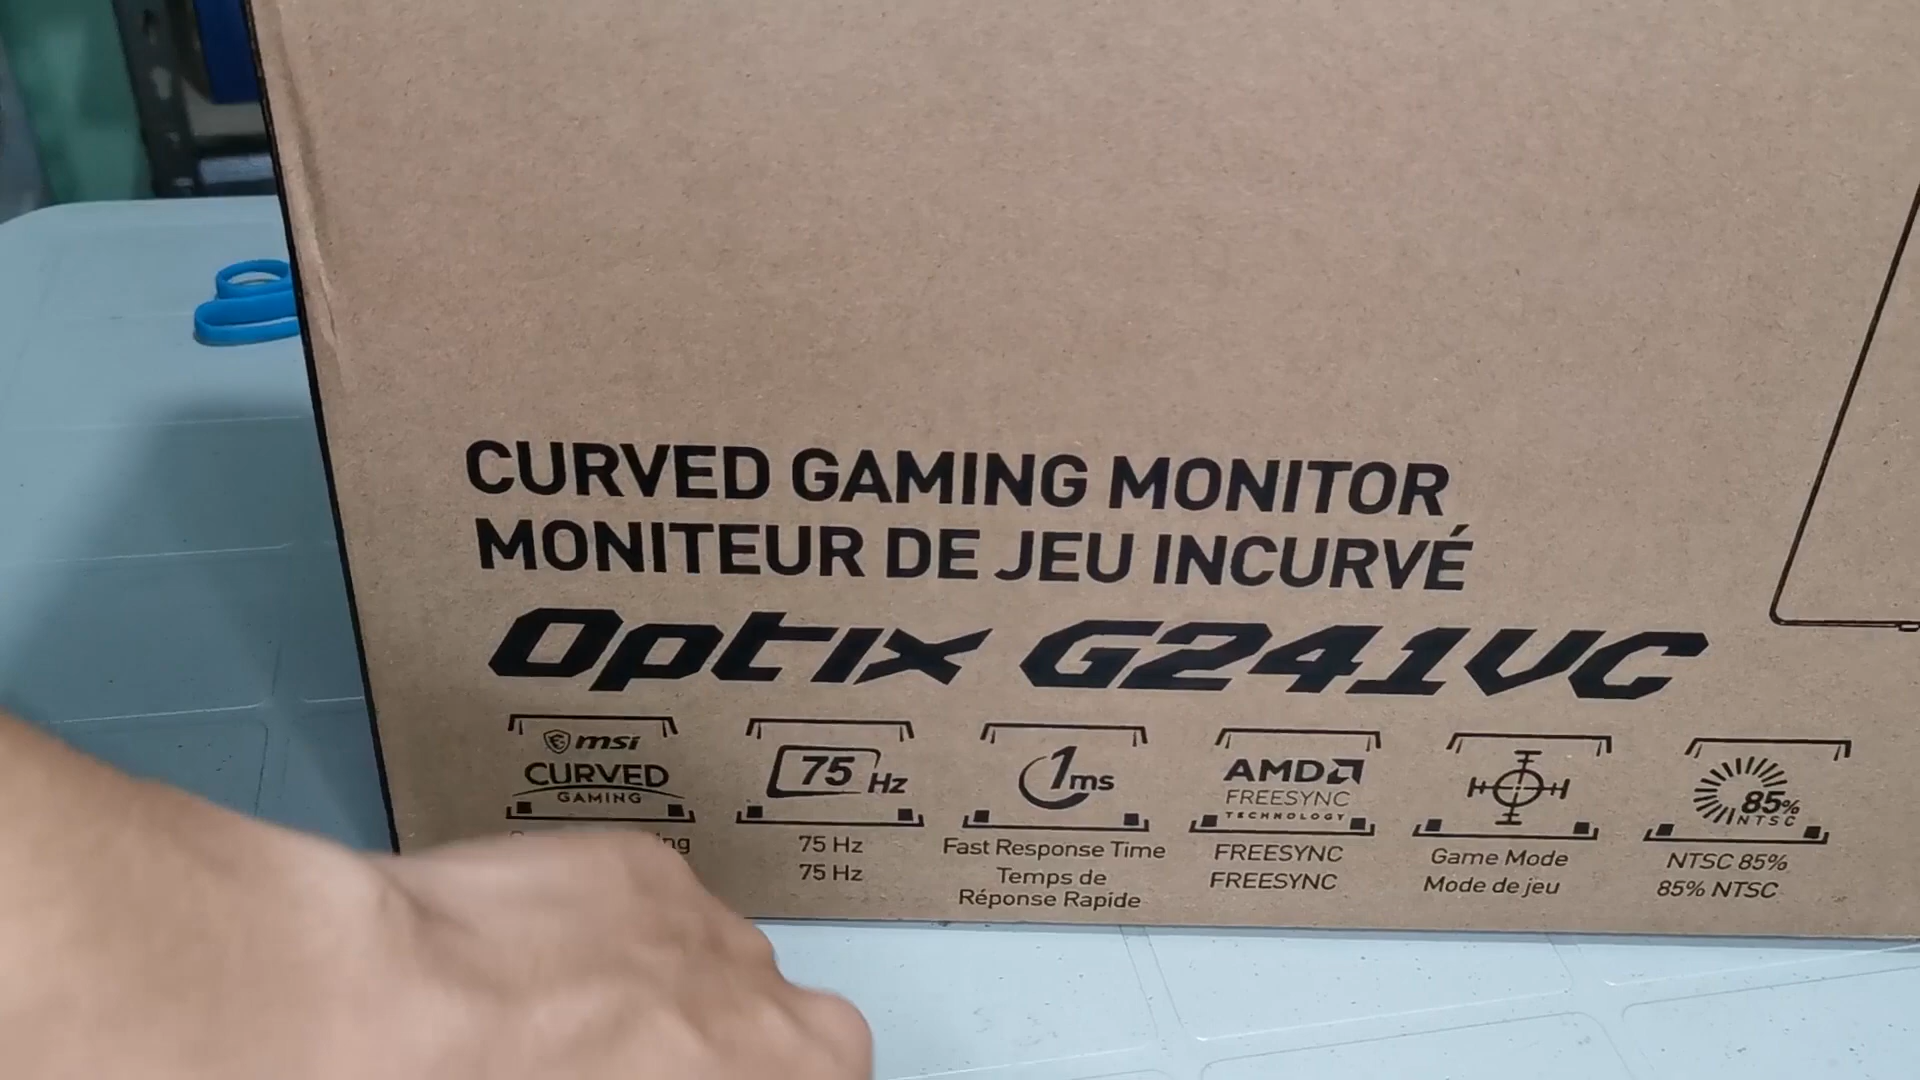 CURVED GAMING MONITOR
MONITEUR DE JEU INCURVÉ
Optix G241VC
msi
CURVED
GAMING
75 Hz
1ms
AMD
FREESYNC
TECHNOLOGY
85%
NTSC
75 Hz
75 Hz
Fast Response Time
Temps de
Réponse Rapide
FREESYNC
FREESYNC
Game Mode
Mode de jeu
NTSC 85%
85% NTSC